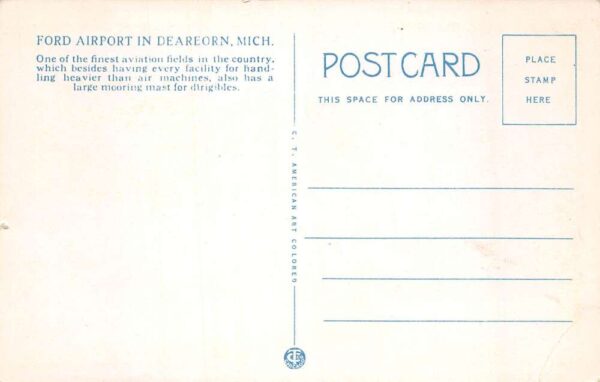 FORD AIRPORT IN DEARBORN, MICH.
One of the finest aviation fields in the country,
which besides having every facility for hand-
ling heavier than air machines, also has a
large mooring mast for dirigibles.
C. T. AMERICAN ART COLORED
POSTCARD
THIS SPACE FOR ADDRESS ONLY.
PLACE
STAMP
HERE